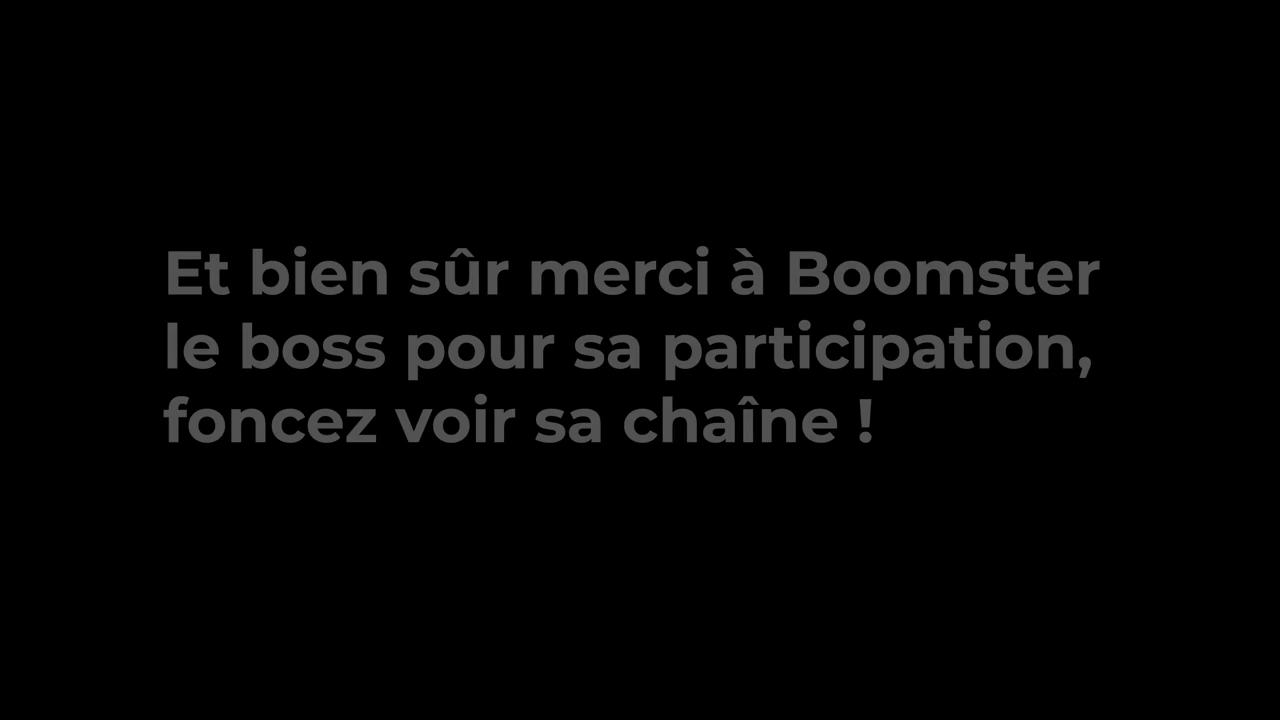 Et bien sûr merci à Boomster
le boss pour sa participation,
foncez voir sa chaîne !